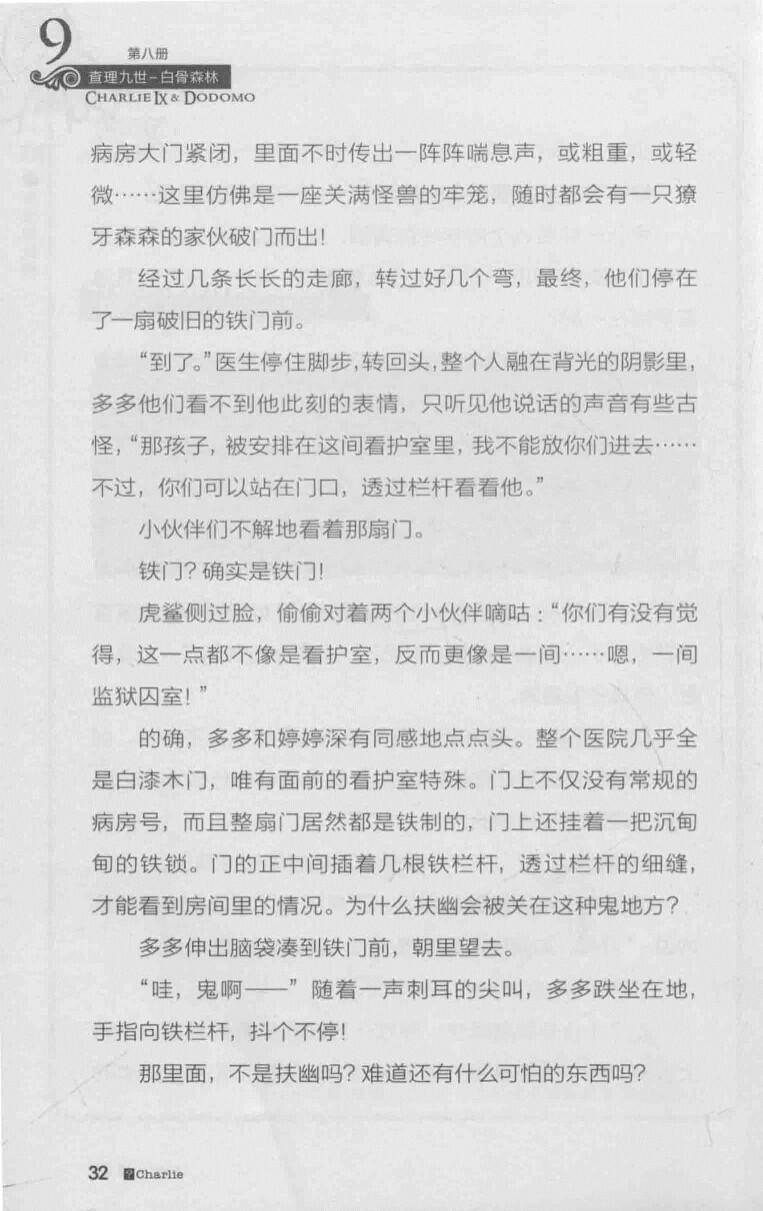 9
第八册
查理九世－白骨森林
CHARLIE IX & DODOMO
病房大门紧闭，里面不时传出一阵阵喘息声，或粗重，或轻
微……这里仿佛是一座关满怪兽的牢笼，随时都会有一只獠
牙森森的家伙破门而出！
经过几条长长的走廊，转过好几个弯，最终，他们停在
了一扇破旧的铁门前。
“到了。”医生停住脚步，转回头，整个人融在背光的阴影里，
多多他们看不到他此刻的表情，只听见他说话的声音有些古
怪，“那孩子，被安排在这间看护室里，我不能放你们进去……
不过，你们可以站在门口，透过栏杆看看他。”
小伙伴们不解地看着那扇门。
铁门？确实是铁门！
虎鲨侧过脸，偷偷对着两个小伙伴嘀咕：“你们有没有觉
得，这一点都不像是看护室，反而更像是一间……嗯，一间
监狱囚室！”
的确，多多和婷婷深有同感地点点头。整个医院几乎全
是白漆木门，唯有面前的看护室特殊。门上不仅没有常规的
病房号，而且整扇门居然都是铁制的，门上还挂着一把沉甸
甸的铁锁。门的正中间插着几根铁栏杆，透过栏杆的细缝，
才能看到房间里的情况。为什么扶幽会被关在这种鬼地方？
多多伸出脑袋凑到铁门前，朝里望去。
“哇，鬼啊——”随着一声刺耳的尖叫，多多跌坐在地，
手指向铁栏杆，抖个不停！
那里面，不是扶幽吗？难道还有什么可怕的东西吗？
32 ?Charlie